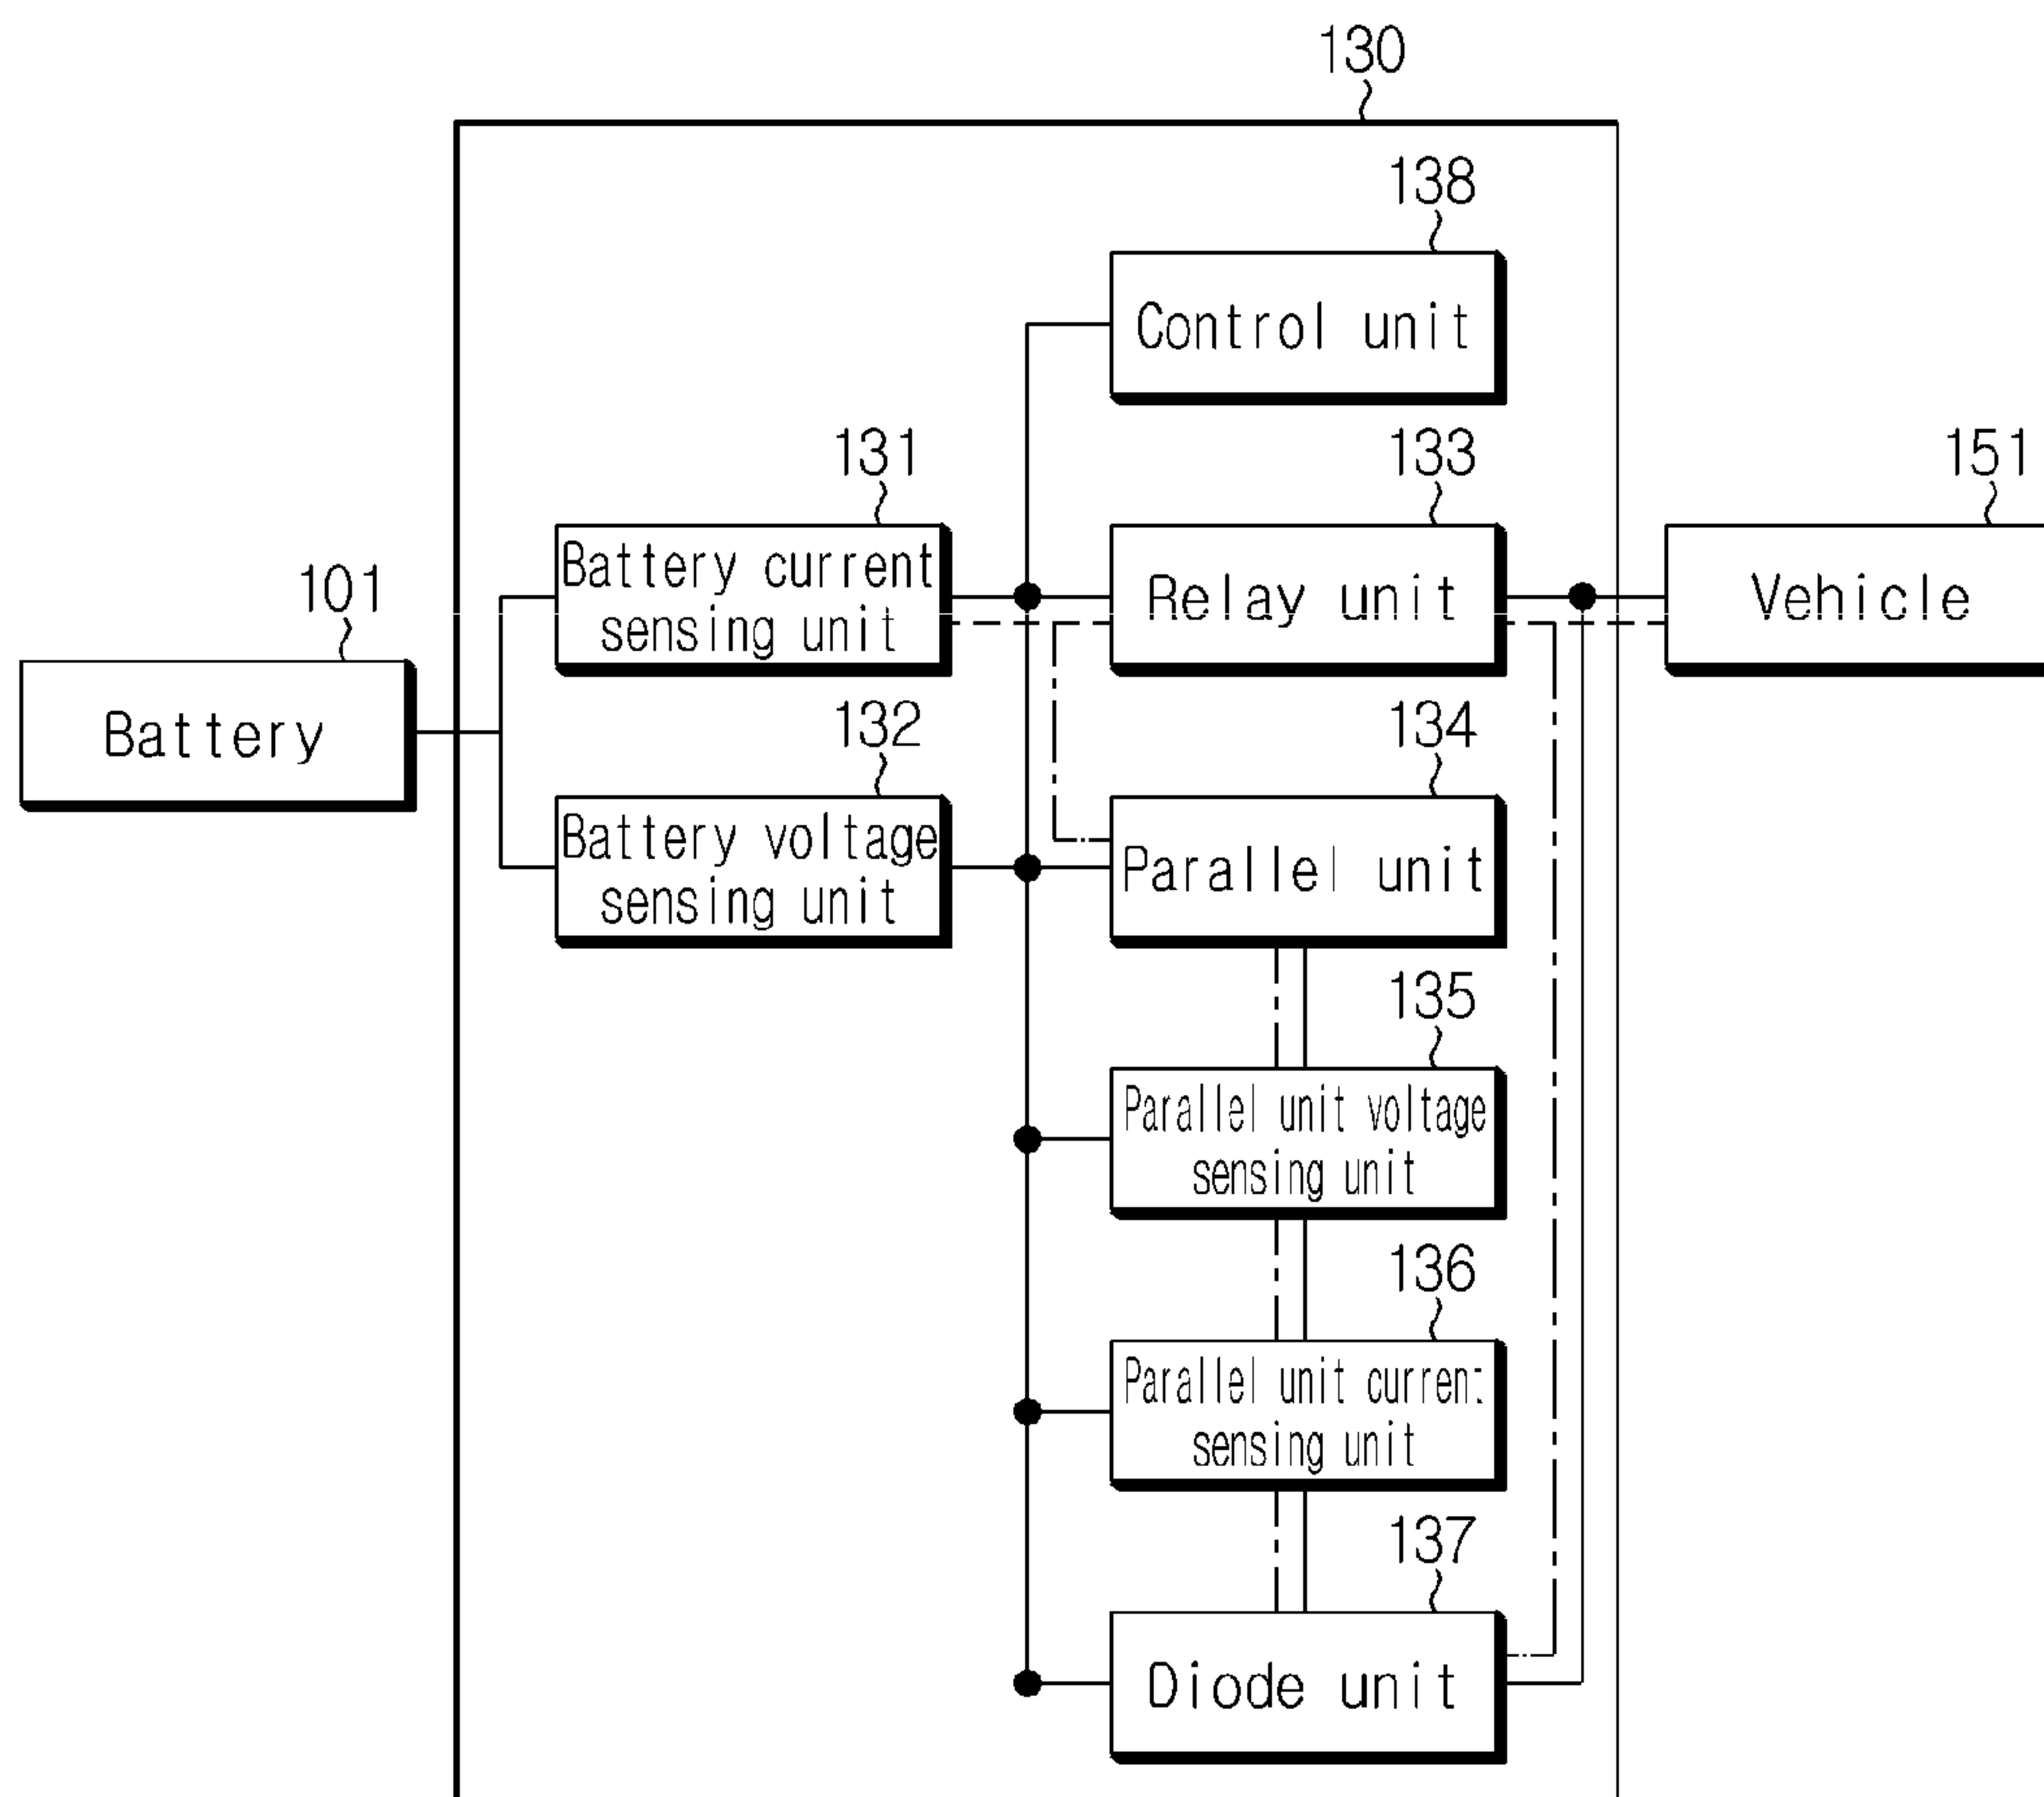 130
138
Control unit
131
133
151
Battery current
sensing unit
Relay unit
Vehicle
101
Battery
132
134
Battery voltage
sensing unit
Parallel unit
135
Parallel unit voltage
sensing unit
136
Parallel unit current
sensing unit
137
Diode unit